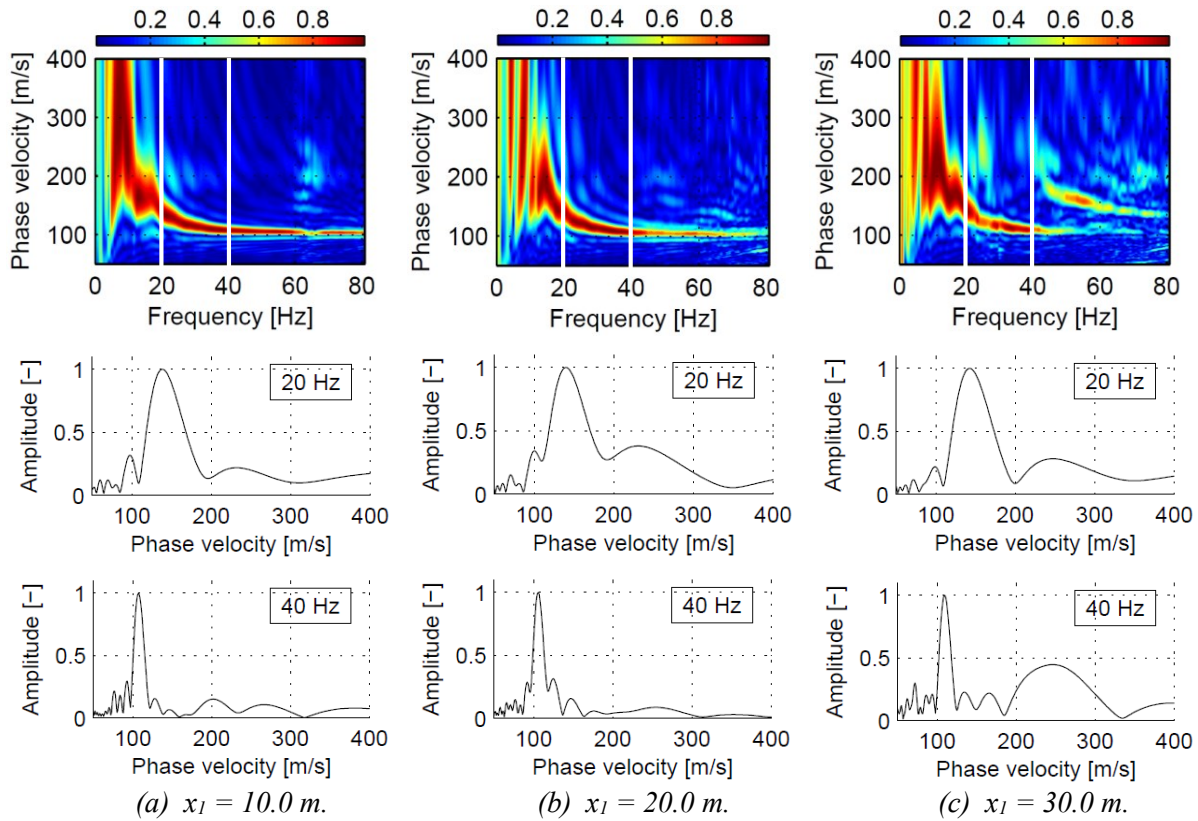 0.2 0.4 0.6 0.8
0.2 0.4 0.6 0.8
0.2 0.4 0.6 0.8
Phase velocity [m/s]
400
300
200
100
0 20 40 60 80
Frequency [Hz]
Phase velocity [m/s]
400
300
200
100
0 20 40 60 80
Frequency [Hz]
Phase velocity [m/s]
400
300
200
100
0 20 40 60 80
Frequency [Hz]
Amplitude [−]
1
0.5
0
20 Hz
100 200 300 400
Phase velocity [m/s]
Amplitude [−]
1
0.5
0
20 Hz
100 200 300 400
Phase velocity [m/s]
Amplitude [−]
1
0.5
0
20 Hz
100 200 300 400
Phase velocity [m/s]
Amplitude [−]
1
0.5
0
40 Hz
100 200 300 400
Phase velocity [m/s]
Amplitude [−]
1
0.5
0
40 Hz
100 200 300 400
Phase velocity [m/s]
Amplitude [−]
1
0.5
0
40 Hz
100 200 300 400
Phase velocity [m/s]
(a) x1 = 10.0 m.
(b) x1 = 20.0 m.
(c) x1 = 30.0 m.